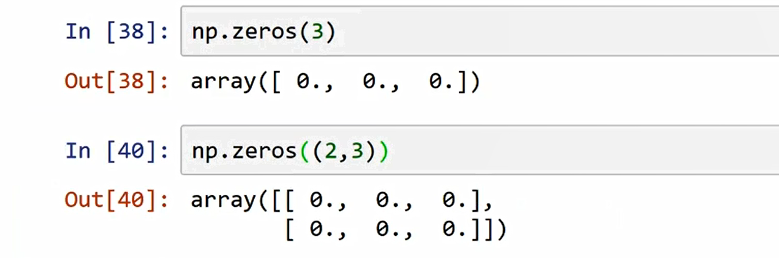 In [38]: np.zeros(3)
Out[38]: array([ 0.,  0.,  0.])
In [40]: np.zeros((2,3))
Out[40]: array([[ 0.,  0.,  0.],
[ 0.,  0.,  0.]])